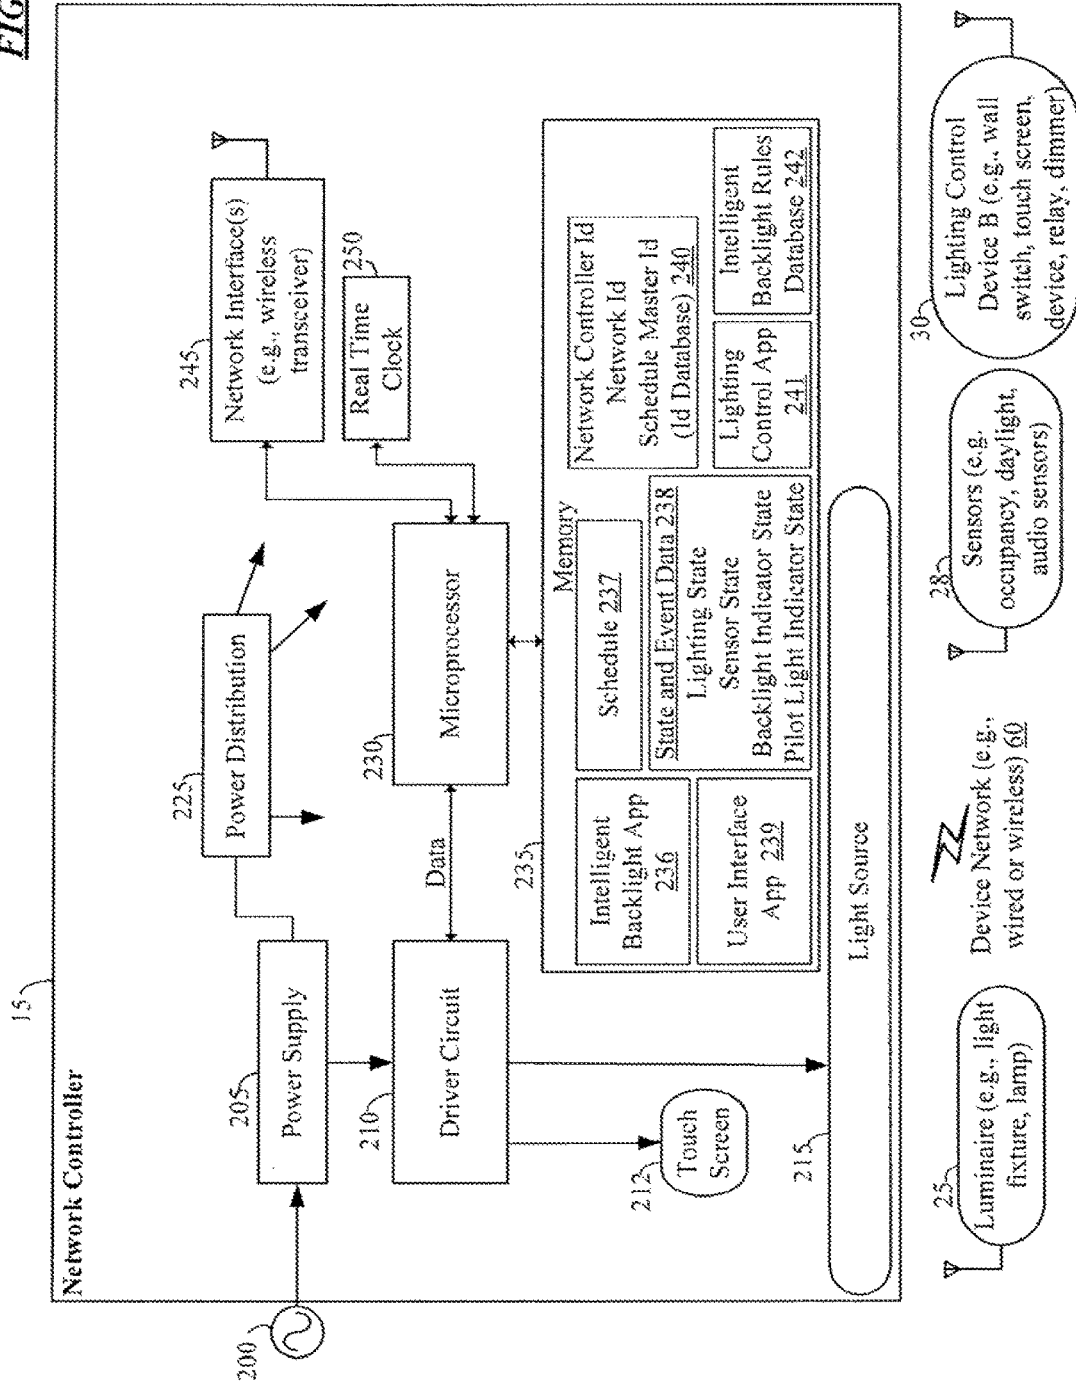 FIG
15
Network Controller
200
205
Power Supply
225
Power Distribution
245
Network Interface(s)
(e.g., wireless
transceiver)
250
Real Time
Clock
210
Driver Circuit
Data
230
Microprocessor
212
Touch
Screen
235
Memory
Intelligent
Backlight App
236
Schedule 237
Network Controller Id
Network Id
Schedule Master Id
(Id Database) 240
User Interface
App 239
State and Event Data 238
Lighting State
Sensor State
Backlight Indicator State
Pilot Light Indicator State
Lighting
Control App
241
Intelligent
Backlight Rules
Database 242
215
Light Source
25
Luminaire (e.g., light
fixture, lamp)
Device Network (e.g.,
wired or wireless) 60
28
Sensors (e.g.
occupancy, daylight,
audio sensors)
30
Lighting Control
Device B (e.g., wall
switch, touch screen,
device, relay, dimmer)